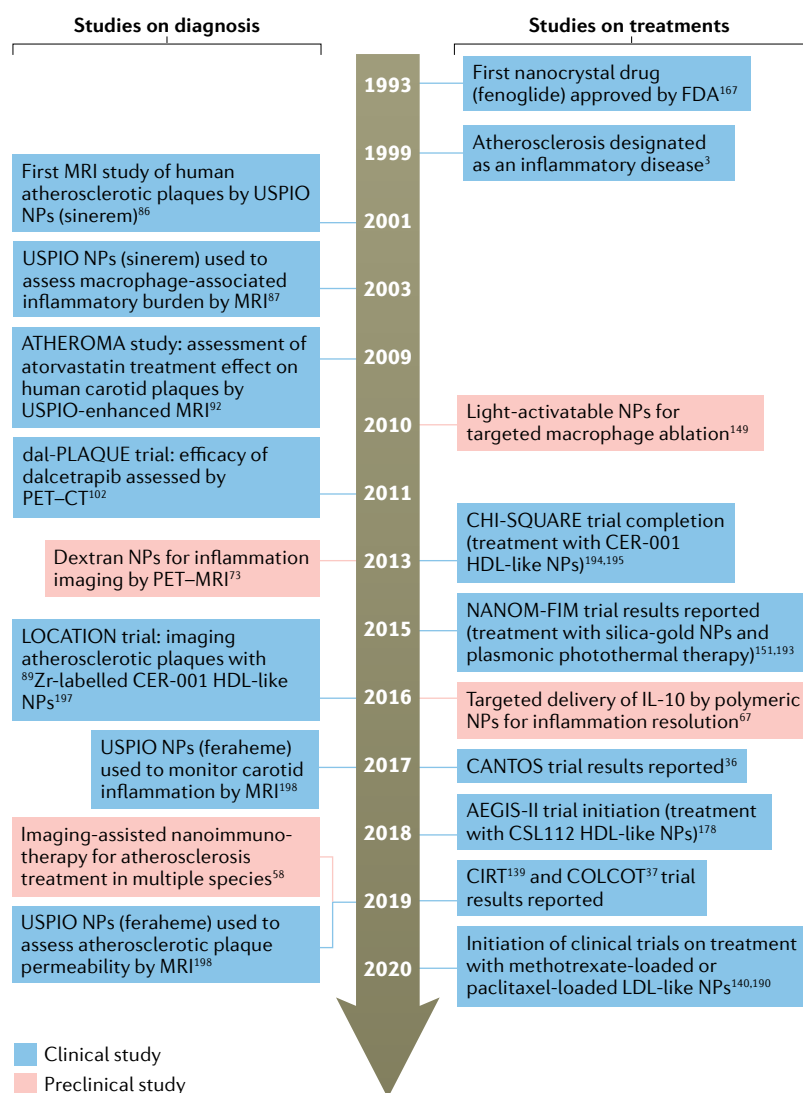 Studies on diagnosis
Studies on treatments
1993
First nanocrystal drug
(fenoglide) approved by FDA167
1999
Atherosclerosis designated
as an inflammatory disease3
First MRI study of human
atherosclerotic plaques by USPIO
NPs (sinerem)86
2001
USPIO NPs (sinerem) used to
assess macrophage-associated
inflammatory burden by MRI87
2003
ATHEROMA study: assessment of
atorvastatin treatment effect on
human carotid plaques by
USPIO-enhanced MRI92
2009
2010
Light-activatable NPs for
targeted macrophage ablation149
dal-PLAQUE trial: efficacy of
dalcetrapib assessed by
PET–CT102
2011
Dextran NPs for inflammation
imaging by PET–MRI73
2013
CHI-SQUARE trial completion
(treatment with CER-001
HDL-like NPs)194,195
2015
NANOM-FIM trial results reported
(treatment with silica-gold NPs and
plasmonic photothermal therapy)151,193
LOCATION trial: imaging
atherosclerotic plaques with
89Zr-labelled CER-001 HDL-like
NPs197
2016
Targeted delivery of IL-10 by polymeric
NPs for inflammation resolution67
USPIO NPs (feraheme)
used to monitor carotid
inflammation by MRI198
2017
CANTOS trial results reported36
2018
AEGIS-II trial initiation (treatment
with CSL112 HDL-like NPs)178
Imaging-assisted nanoimmuno-
therapy for atherosclerosis
treatment in multiple species58
2019
CIRT139 and COLCOT37 trial
results reported
USPIO NPs (feraheme) used to
assess atherosclerotic plaque
permeability by MRI198
2020
Initiation of clinical trials on treatment
with methotrexate-loaded or
paclitaxel-loaded LDL-like NPs140,190
Clinical study
Preclinical study